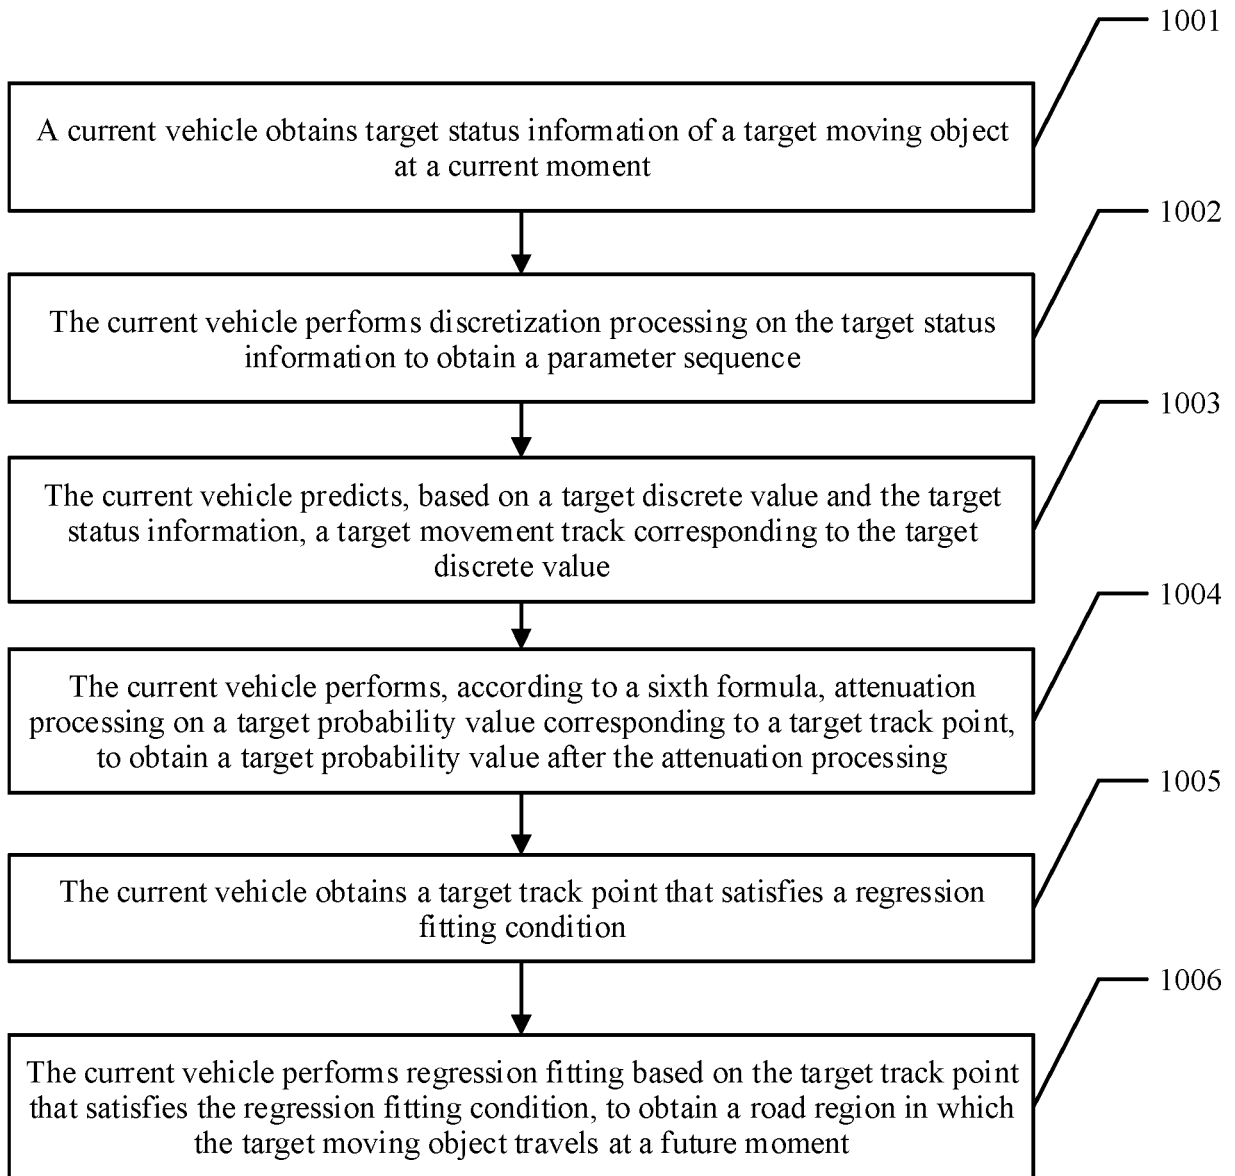 1001
A current vehicle obtains target status information of a target moving object
at a current moment
1002
The current vehicle performs discretization processing on the target status
information to obtain a parameter sequence
1003
The current vehicle predicts, based on a target discrete value and the target
status information, a target movement track corresponding to the target
discrete value
1004
The current vehicle performs, according to a sixth formula, attenuation
processing on a target probability value corresponding to a target track point,
to obtain a target probability value after the attenuation processing
1005
The current vehicle obtains a target track point that satisfies a regression
fitting condition
1006
The current vehicle performs regression fitting based on the target track point
that satisfies the regression fitting condition, to obtain a road region in which
the target moving object travels at a future moment